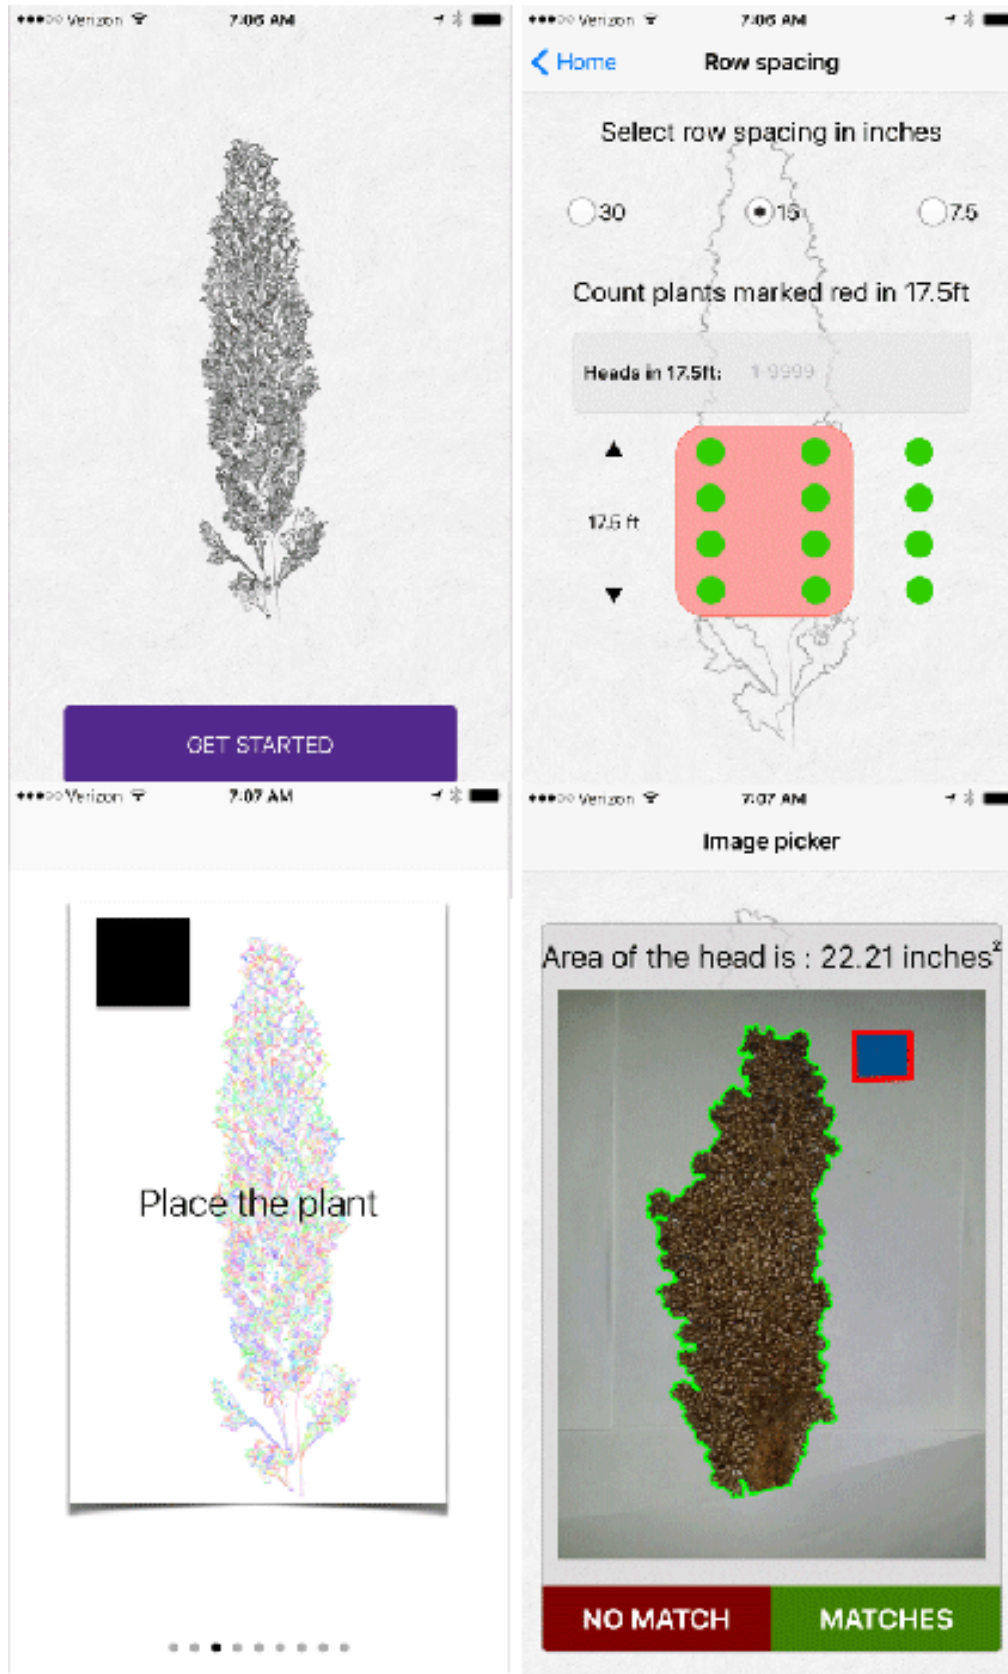 Verizon 7:06 AM
GET STARTED
Verizon 7:06 AM
Home Row spacing
Select row spacing in inches
30 15 7.5
Count plants marked red in 17.5ft
Heads in 17.5ft: 1-9999
17.5 ft
Verizon 7:07 AM
Place the plant
Verizon 7:07 AM
Image picker
Area of the head is : 22.21 inches²
NO MATCH MATCHES